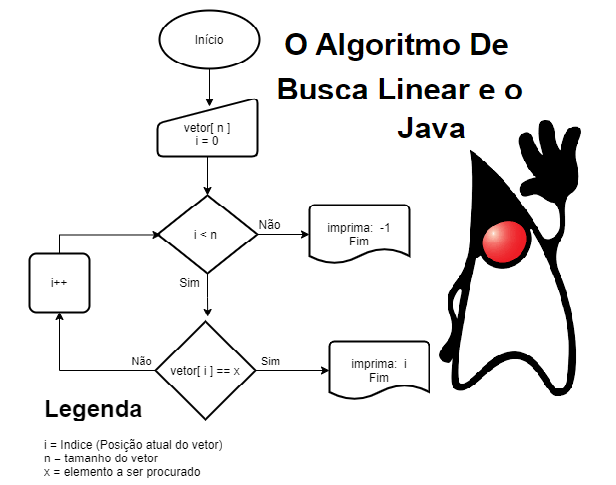 Início
O Algoritmo De
Busca Linear e o
Java
vetor[ n ]
i = 0
i < n
Não
imprima: -1
Fim
Sim
i++
Não
vetor[ i ] == x
Sim
imprima: i
Fim
Legenda
i = Indice (Posição atual do vetor)
n = tamanho do vetor
x = elemento a ser procurado